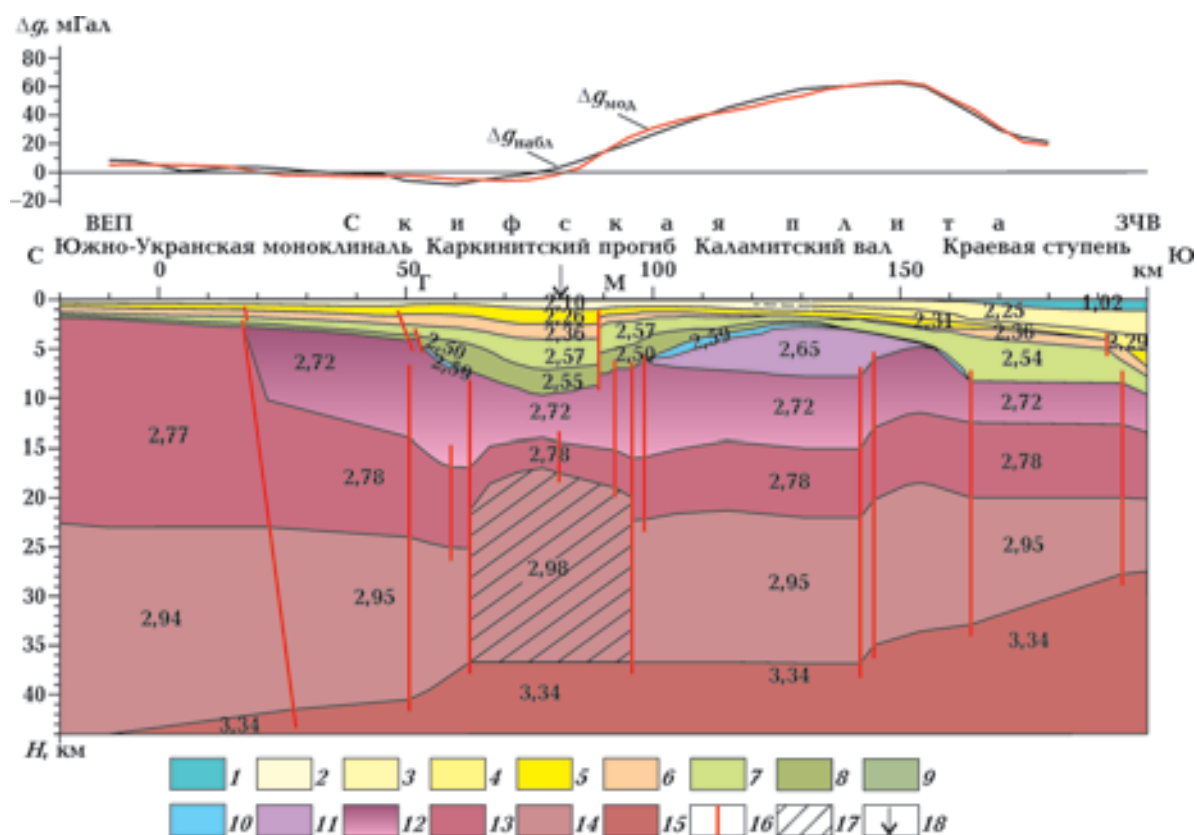 Δg, мГал
80
60
Δgмод
40
Δgнабл
20
0
–20
ВЕП С к и ф с к а я п л и т а ЗЧВ
С Южно-Укранская моноклиналь Каркинитский прогиб Каламитский вал Краевая ступень Ю
0 50 100 150 км
Г М
0 2,10 1,02
2,26 2,25
2,36 2,31 2,36
2,50 2,57 2,59 2,29
5 2,57 2,50 2,65 2,54
2,72 2,59 2,55
10 2,72 2,72 2,72
2,77
15 2,78
2,78 2,78 2,78
20
25 2,95
2,98 2,95
30 2,94 2,95
35 3,34
3,34
40 3,34
3,34
H, км
1 2 3 4 5 6 7 8 9
10 11 12 13 14 15 16 17 18